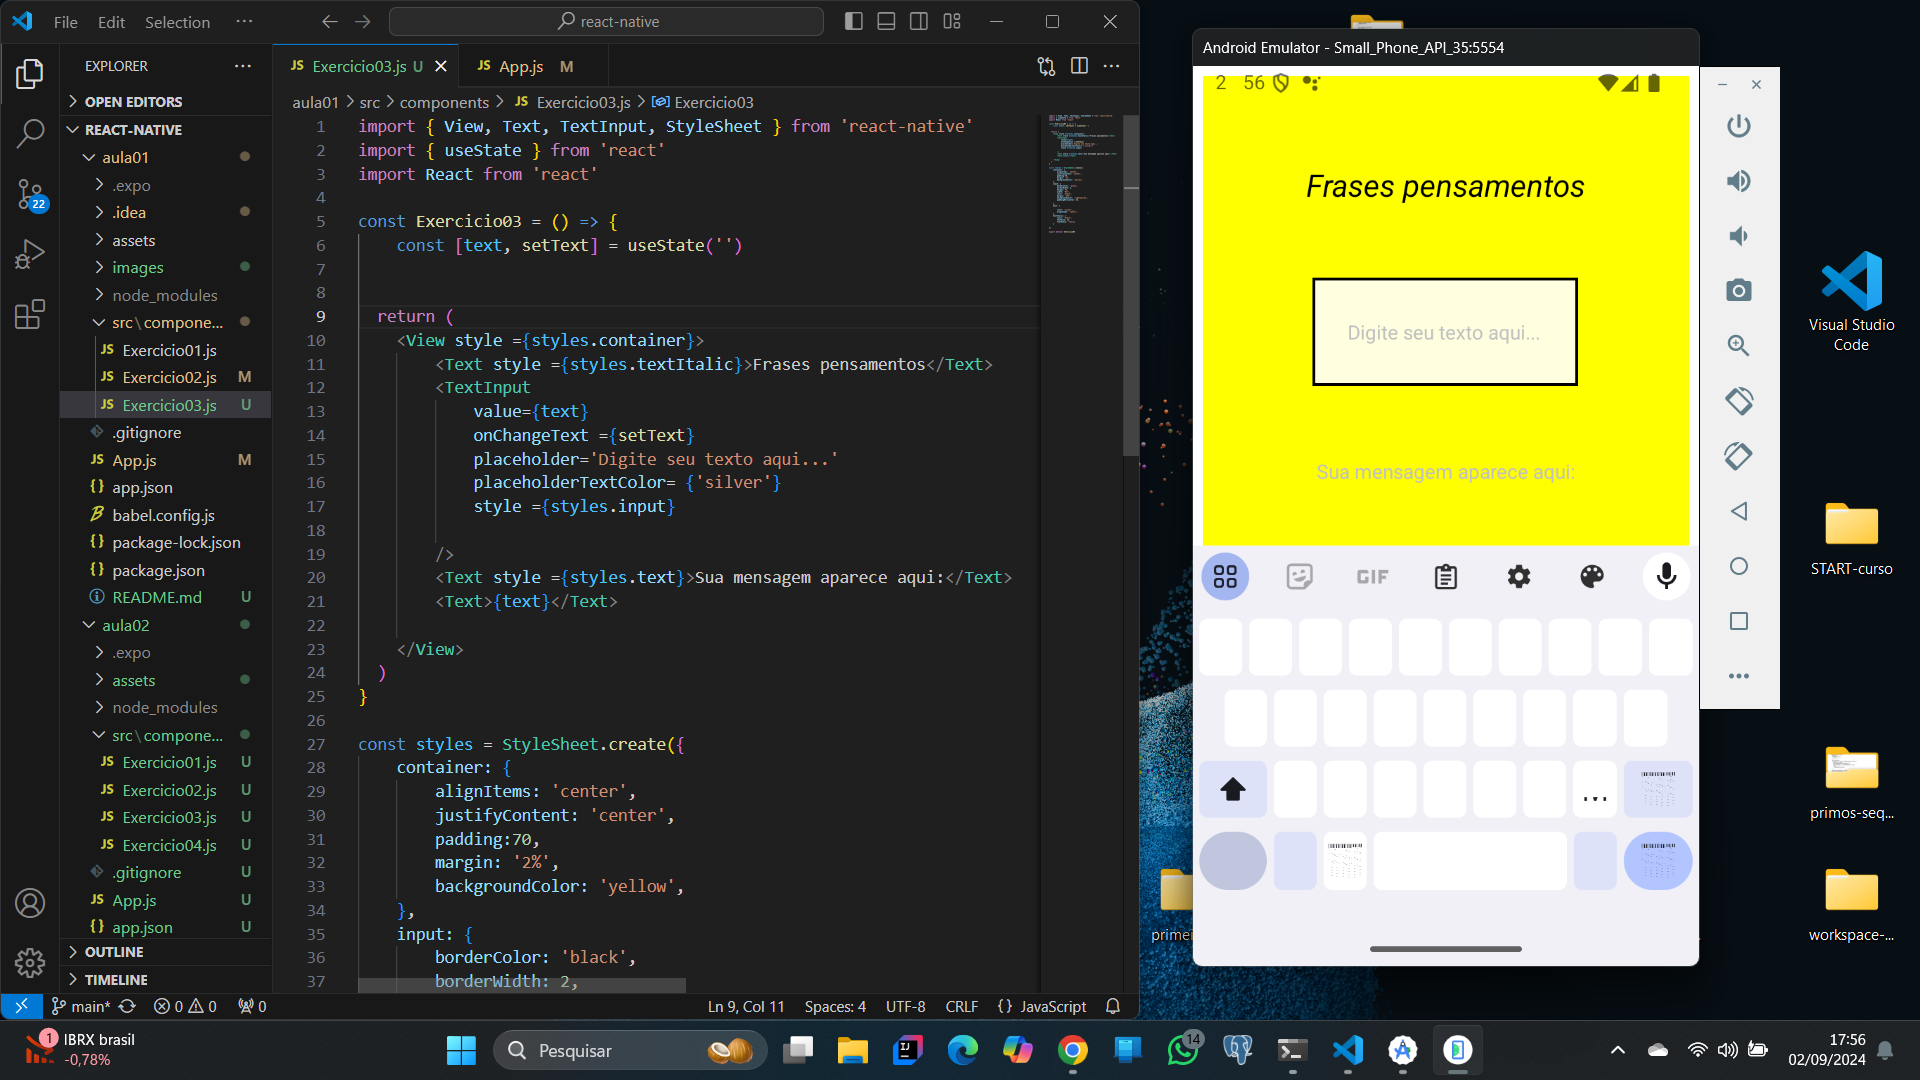 File Edit Selection ···
react-native
EXPLORER
Exercicio03.js U
App.js M
OPEN EDITORS
REACT-NATIVE
aula01
.expo
.idea
assets
images
node_modules
src\compone...
Exercicio01.js
Exercicio02.js M
Exercicio03.js U
.gitignore
App.js M
app.json
babel.config.js
package-lock.json
package.json
README.md U
aula02
.expo
assets
node_modules
src\compone...
Exercicio01.js U
Exercicio02.js U
Exercicio03.js U
Exercicio04.js U
.gitignore U
App.js U
app.json U
OUTLINE
TIMELINE
22
aula01 > src > components > JS Exercicio03.js > Exercicio03
1 import { View, Text, TextInput, StyleSheet } from 'react-native'
2 import { useState } from 'react'
3 import React from 'react'
4
5 const Exercicio03 = () => {
6 const [text, setText] = useState('')
7
8
9 return (
10 <View style ={styles.container}>
11 <Text style ={styles.textItalic}>Frases pensamentos</Text>
12 <TextInput
13 value={text}
14 onChangeText ={setText}
15 placeholder='Digite seu texto aqui...'
16 placeholderTextColor= {'silver'}
17 style ={styles.input}
18
19 />
20 <Text style ={styles.text}>Sua mensagem aparece aqui:</Text>
21 <Text>{text}</Text>
22
23 </View>
24 )
25 }
26
27 const styles = StyleSheet.create({
28 container: {
29 alignItems: 'center',
30 justifyContent: 'center',
31 padding:70,
32 margin: '2%',
33 backgroundColor: 'yellow',
34 },
35 input: {
36 borderColor: 'black',
37 borderWidth: 2,
main* 0 0 0
Ln 9, Col 11 Spaces: 4 UTF-8 CRLF {} JavaScript
Android Emulator - Small_Phone_API_35:5554
2 56
Frases pensamentos
Digite seu texto aqui...
Sua mensagem aparece aqui:
GIF
...
Visual Studio
Code
START-curso
primos-seq...
workspace-...
1
IBRX brasil
-0,78%
Pesquisar
14
17:56
02/09/2024